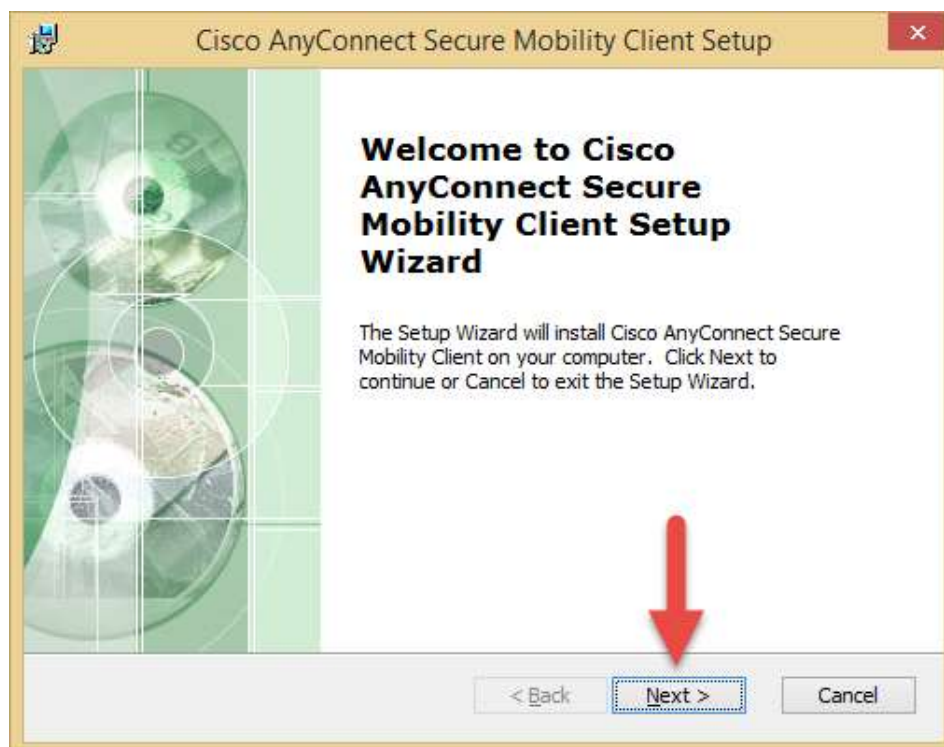 Cisco AnyConnect Secure Mobility Client Setup
Welcome to Cisco
AnyConnect Secure
Mobility Client Setup
Wizard
The Setup Wizard will install Cisco AnyConnect Secure
Mobility Client on your computer.  Click Next to
continue or Cancel to exit the Setup Wizard.
< Back   Next >   Cancel